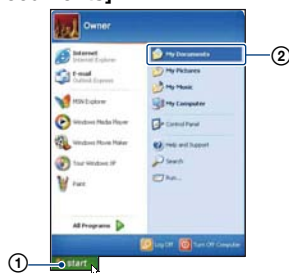 Owner
Internet
Internet Explorer
E-mail
Outlook Express
MSN Explorer
Windows Media Player
Windows Movie Maker
Tour Windows XP
Paint
All Programs
My Documents
My Pictures
My Music
My Computer
Control Panel
Help and Support
Search
Run...
Log Off
Turn Off Computer
start
①
②